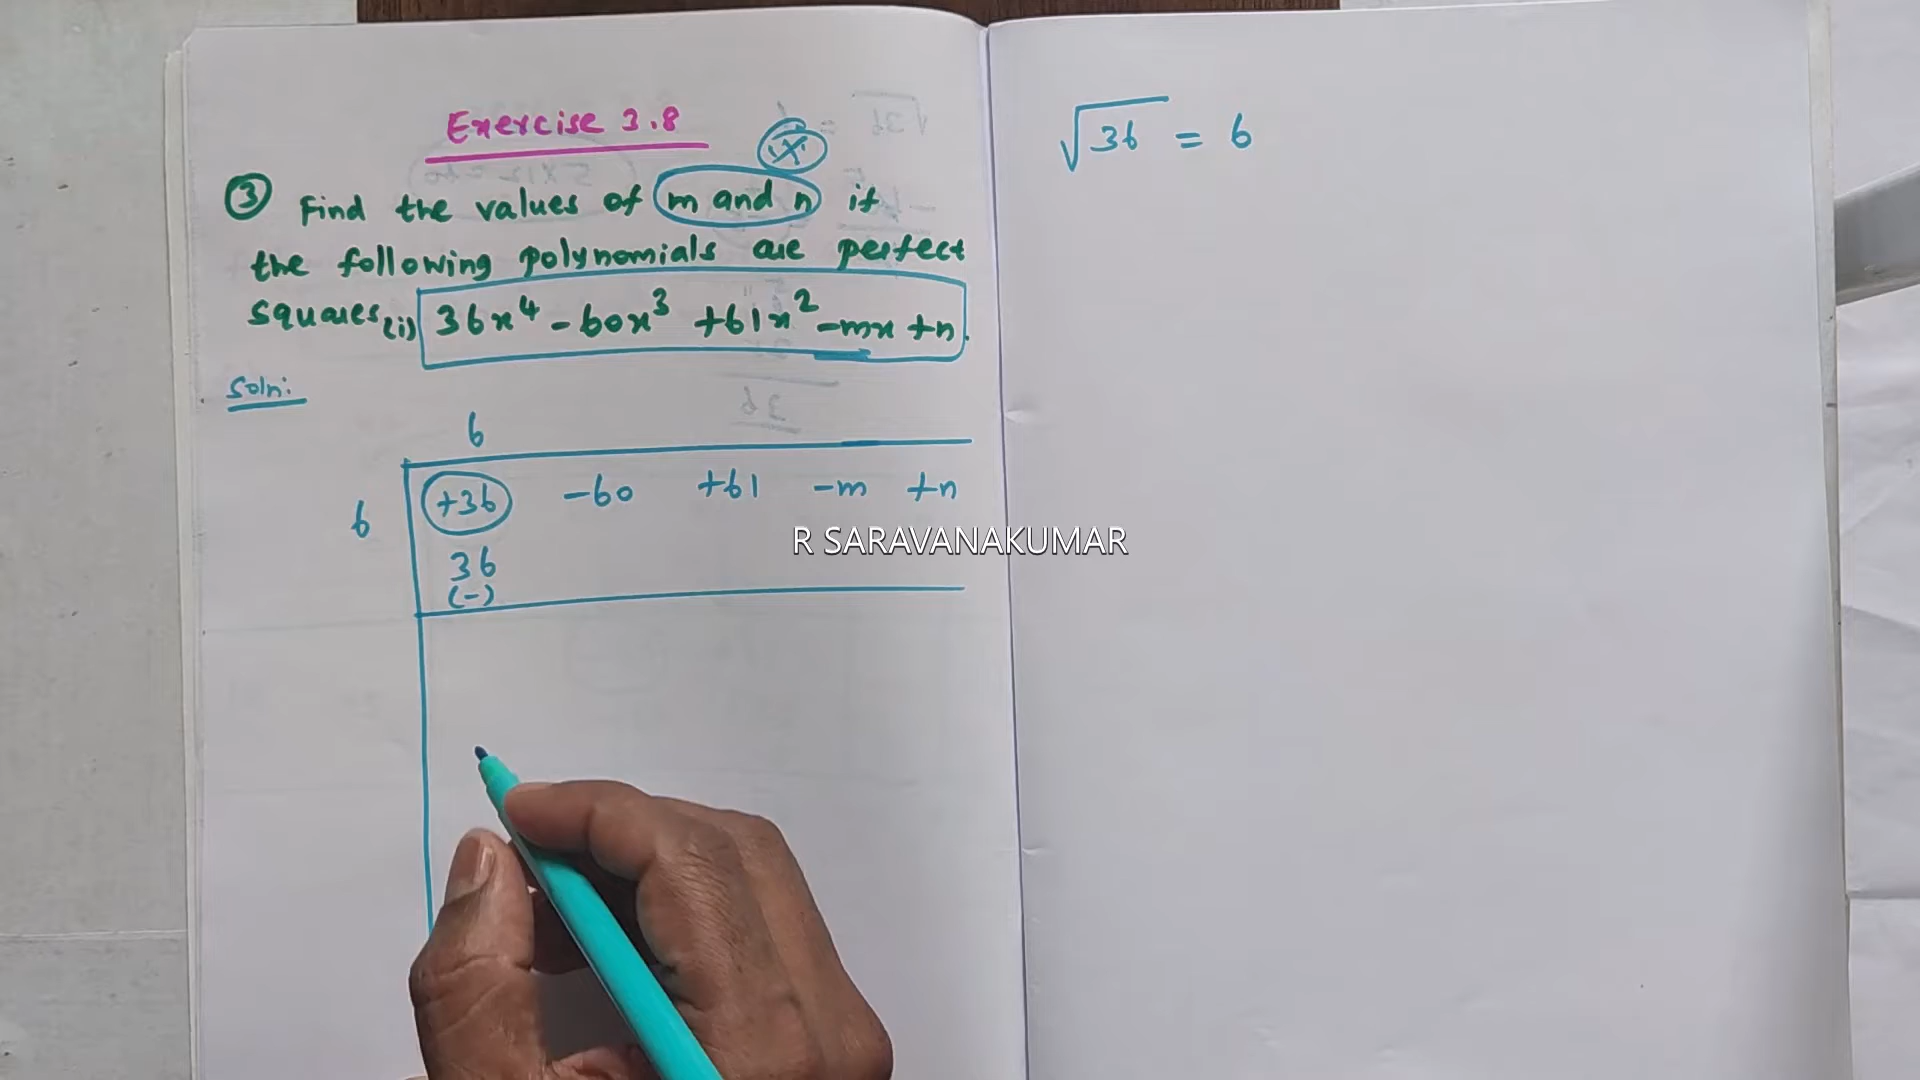 Exercise 3.8
③ Find the values of m and n if
the following polynomials are perfect
squares (i) 36x⁴ - 60x³ + 61x² - mx + n.
Soln:
6
6 +36 -60 +61 -m +n
36
(-)
√36 = 6
R SARAVANAKUMAR